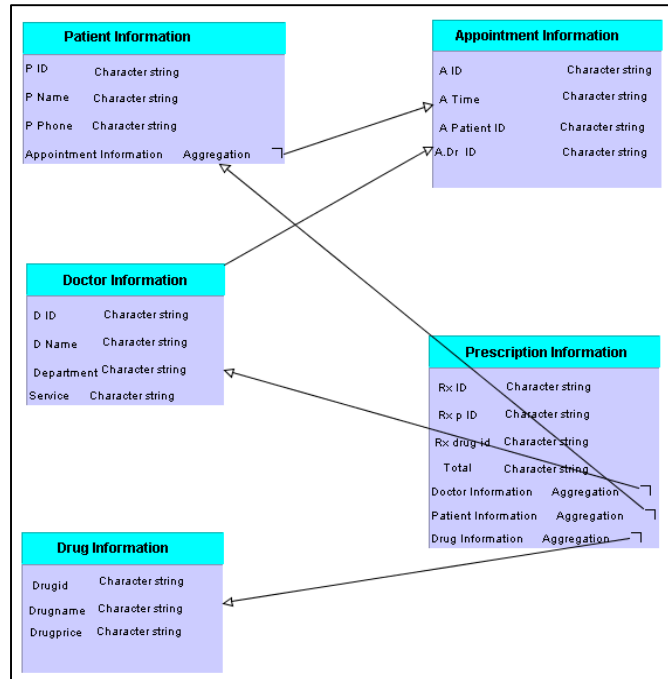 Patient Information
P ID Character string
P Name Character string
P Phone Character string
Appointment Information Aggregation
Appointment Information
A ID Character string
A Time Character string
A Patient ID Character string
A.Dr ID Character string
Doctor Information
D ID Character string
D Name Character string
Department Character string
Service Character string
Prescription Information
Rx ID Character string
Rx p ID Character string
Rx drug id Character string
Total Character string
Doctor Information Aggregation
Patient Information Aggregation
Drug Information Aggregation
Drug Information
Drugid Character string
Drugname Character string
Drugprice Character string